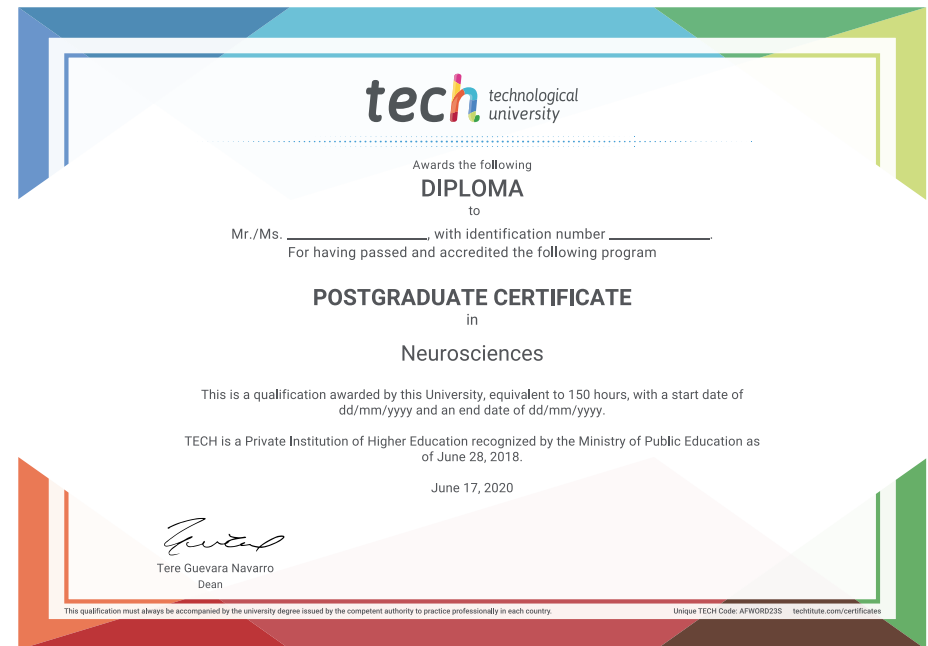 tech technological
university
Awards the following
DIPLOMA
to
Mr./Ms. ____________________, with identification number ______________.
For having passed and accredited the following program
POSTGRADUATE CERTIFICATE
in
Neurosciences
This is a qualification awarded by this University, equivalent to 150 hours, with a start date of
dd/mm/yyyy and an end date of dd/mm/yyyy.
TECH is a Private Institution of Higher Education recognized by the Ministry of Public Education as
of June 28, 2018.
June 17, 2020
Tere Guevara Navarro
Dean
This qualification must always be accompanied by the university degree issued by the competent authority to practice professionally in each country.
Unique TECH Code: AFWORD23S techtitute.com/certificates